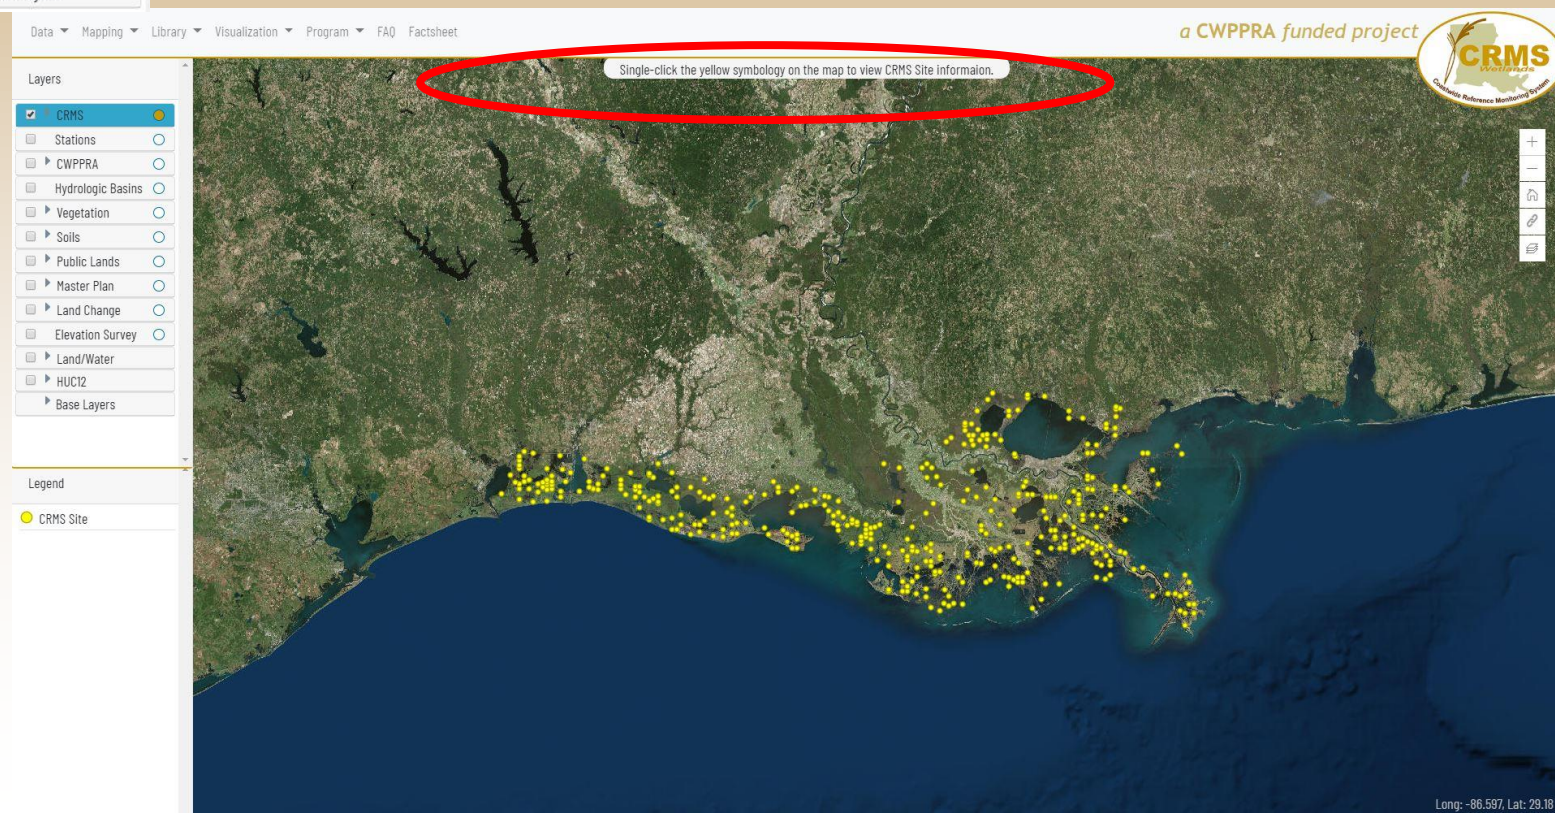 Data Mapping Library Visualization Program FAQ Factsheet
a CWPPRA funded project
CRMS
Wetlands
Coastwide Reference Monitoring System
Single-click the yellow symbology on the map to view CRMS Site informaion.
Layers
CRMS
Stations
CWPPRA
Hydrologic Basins
Vegetation
Soils
Public Lands
Master Plan
Land Change
Elevation Survey
Land/Water
HUC12
Base Layers
Legend
CRMS Site
Long: -86.597, Lat: 29.18